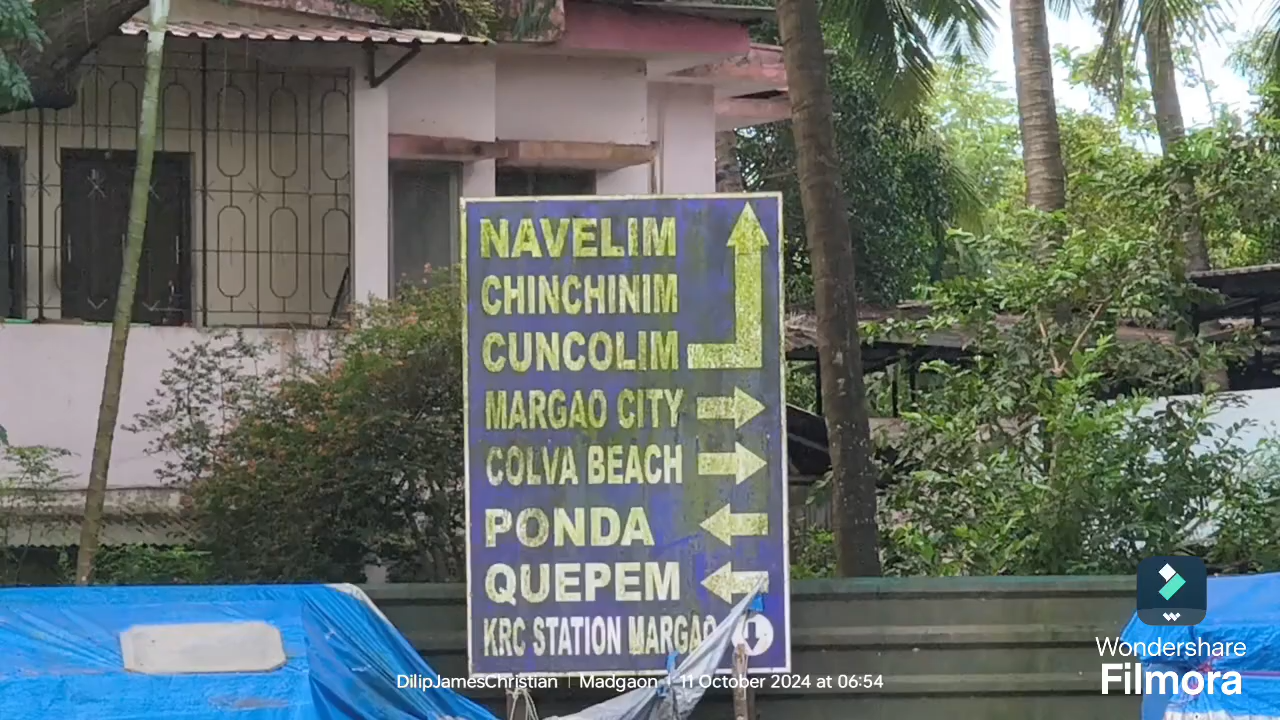 NAVELIM
CHINCHINIM
CUNCOLIM
MARGAO CITY
COLVA BEACH
PONDA
QUEPEM
KRC STATION MARGAO
DilipJamesChristian | Madgaon | 11 October 2024 at 06:54
Wondershare
Filmora